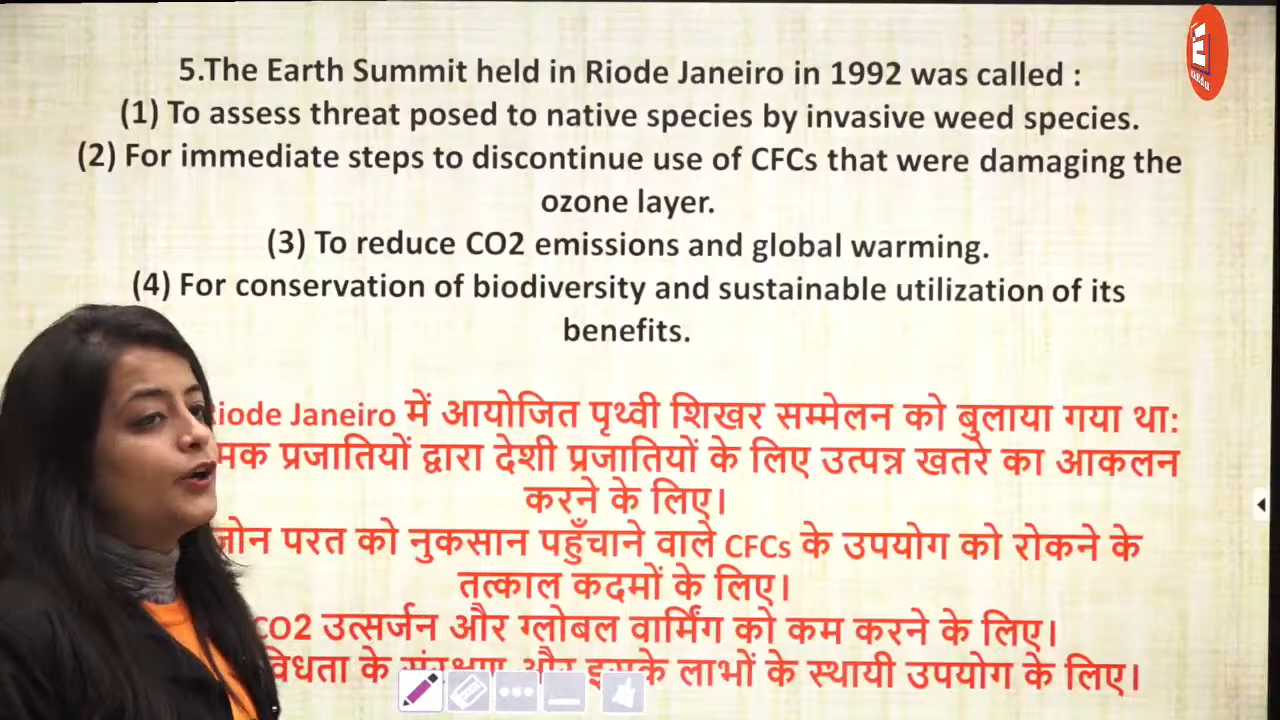 5.The Earth Summit held in Riode Janeiro in 1992 was called :
(1) To assess threat posed to native species by invasive weed species.
(2) For immediate steps to discontinue use of CFCs that were damaging the
ozone layer.
(3) To reduce CO2 emissions and global warming.
(4) For conservation of biodiversity and sustainable utilization of its
benefits.
Janeiro में आयोजित पृथ्वी शिखर सम्मेलन को बुलाया गया था:
प्रजातियों द्वारा देशी प्रजातियों के लिए उत्पन्न खतरे का आकलन
करने के लिए।
परत को नुकसान पहुँचाने वाले CFCs के उपयोग को रोकने के
तत्काल कदमों के लिए।
CO2 उत्सर्जन और ग्लोबल वार्मिंग को कम करने के लिए।
के संरक्षण और इसके लाभों के स्थायी उपयोग के लिए।